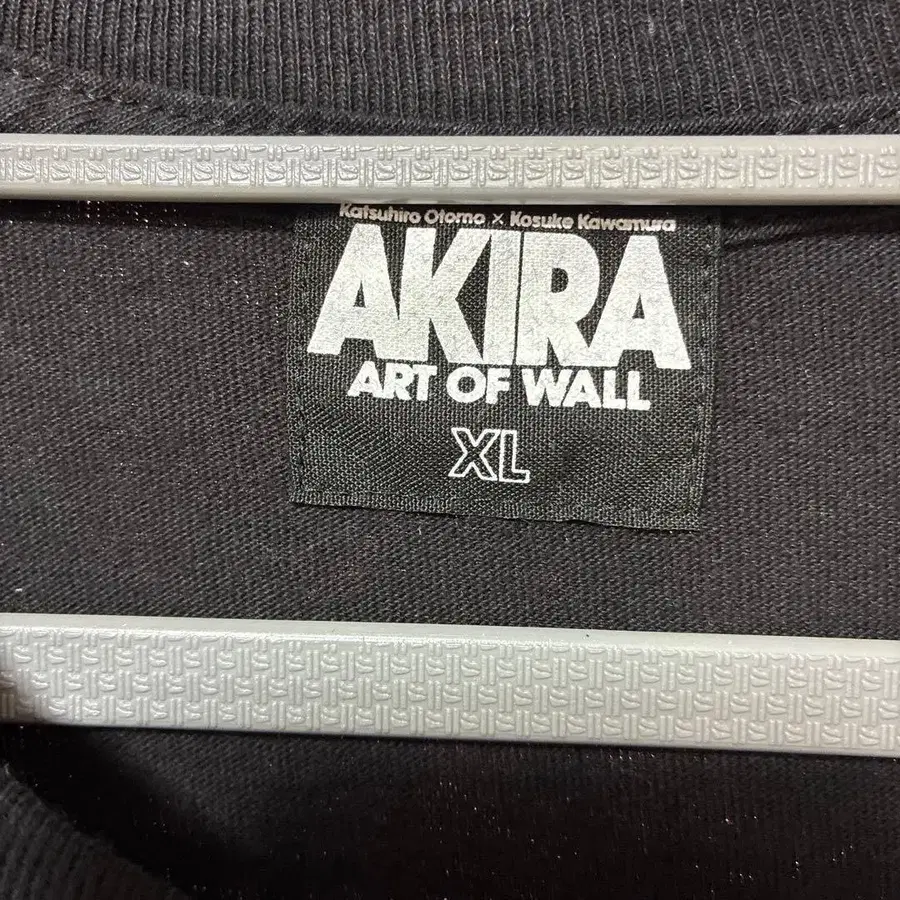 Katsuhiro Otomo × Kosuke Kawamura
AKIRA
ART OF WALL
XL